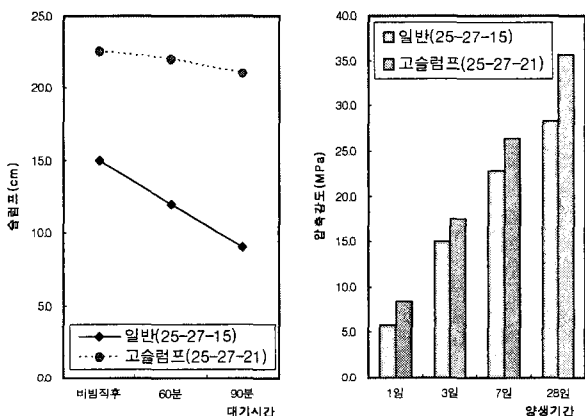 슬럼프(cm)
25.0
20.0
15.0
10.0
5.0
0.0
비빔직후 60분 90분
대기시간
일반(25-27-15)
고슬럼프(25-27-21)
압축강도(MPa)
40.0
35.0
30.0
25.0
20.0
15.0
10.0
5.0
0.0
1일 3일 7일 28일
양생기간
일반(25-27-15)
고슬럼프(25-27-21)